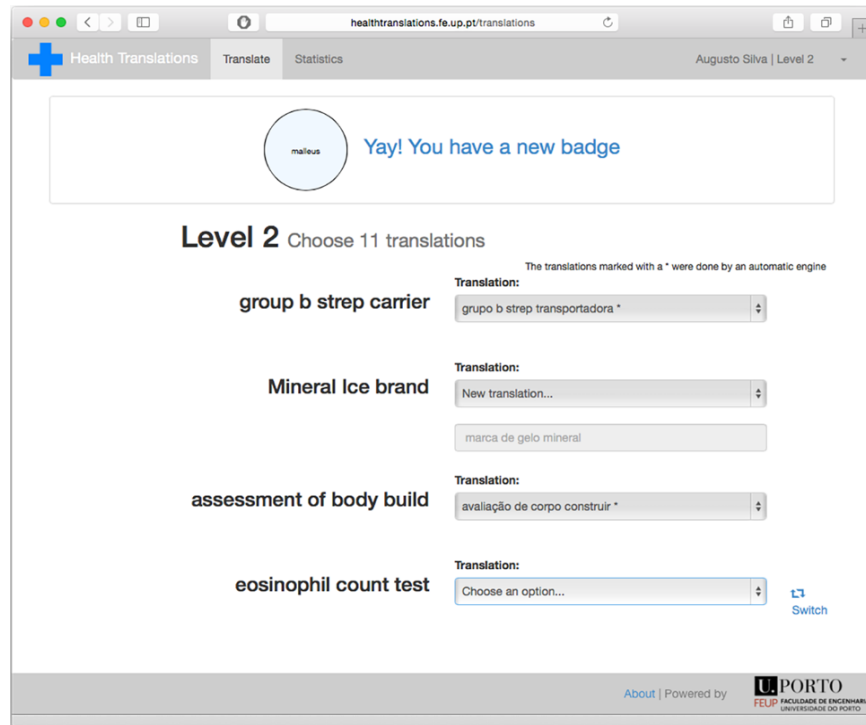 healthtranslations.fe.up.pt/translations
Health Translations Translate Statistics Augusto Silva | Level 2
malleus
Yay! You have a new badge
Level 2 Choose 11 translations
The translations marked with a * were done by an automatic engine
Translation:
group b strep carrier
grupo b strep transportadora *
Translation:
Mineral Ice brand
New translation...
marca de gelo mineral
Translation:
assessment of body build
avaliação de corpo construir *
Translation:
eosinophil count test
Choose an option...
Switch
About | Powered by
U.PORTO
FEUP FACULDADE DE ENGENHARI
UNIVERSIDADE DO PORTO